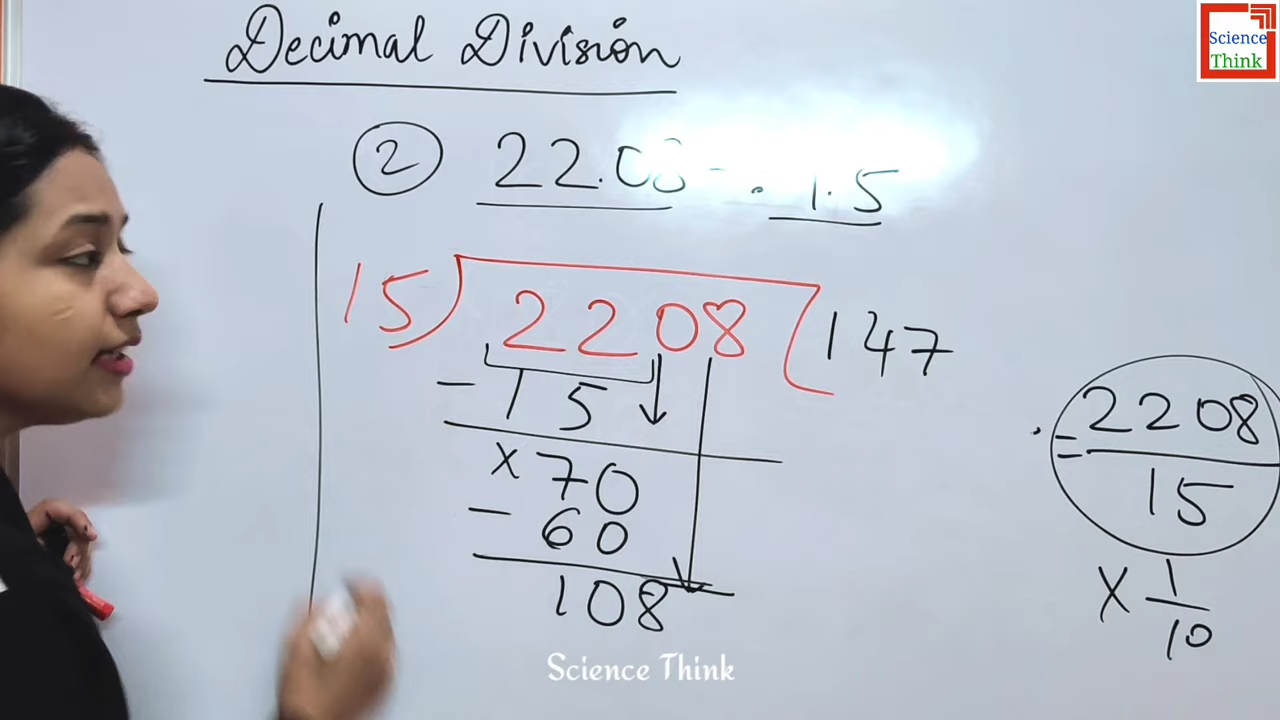 Decimal Division
Science
Think
2 22.08 ÷ 1.5
15) 2208 ( 147
- 15
× 70
- 60
108
= 2208
15
× 1
10
Science Think